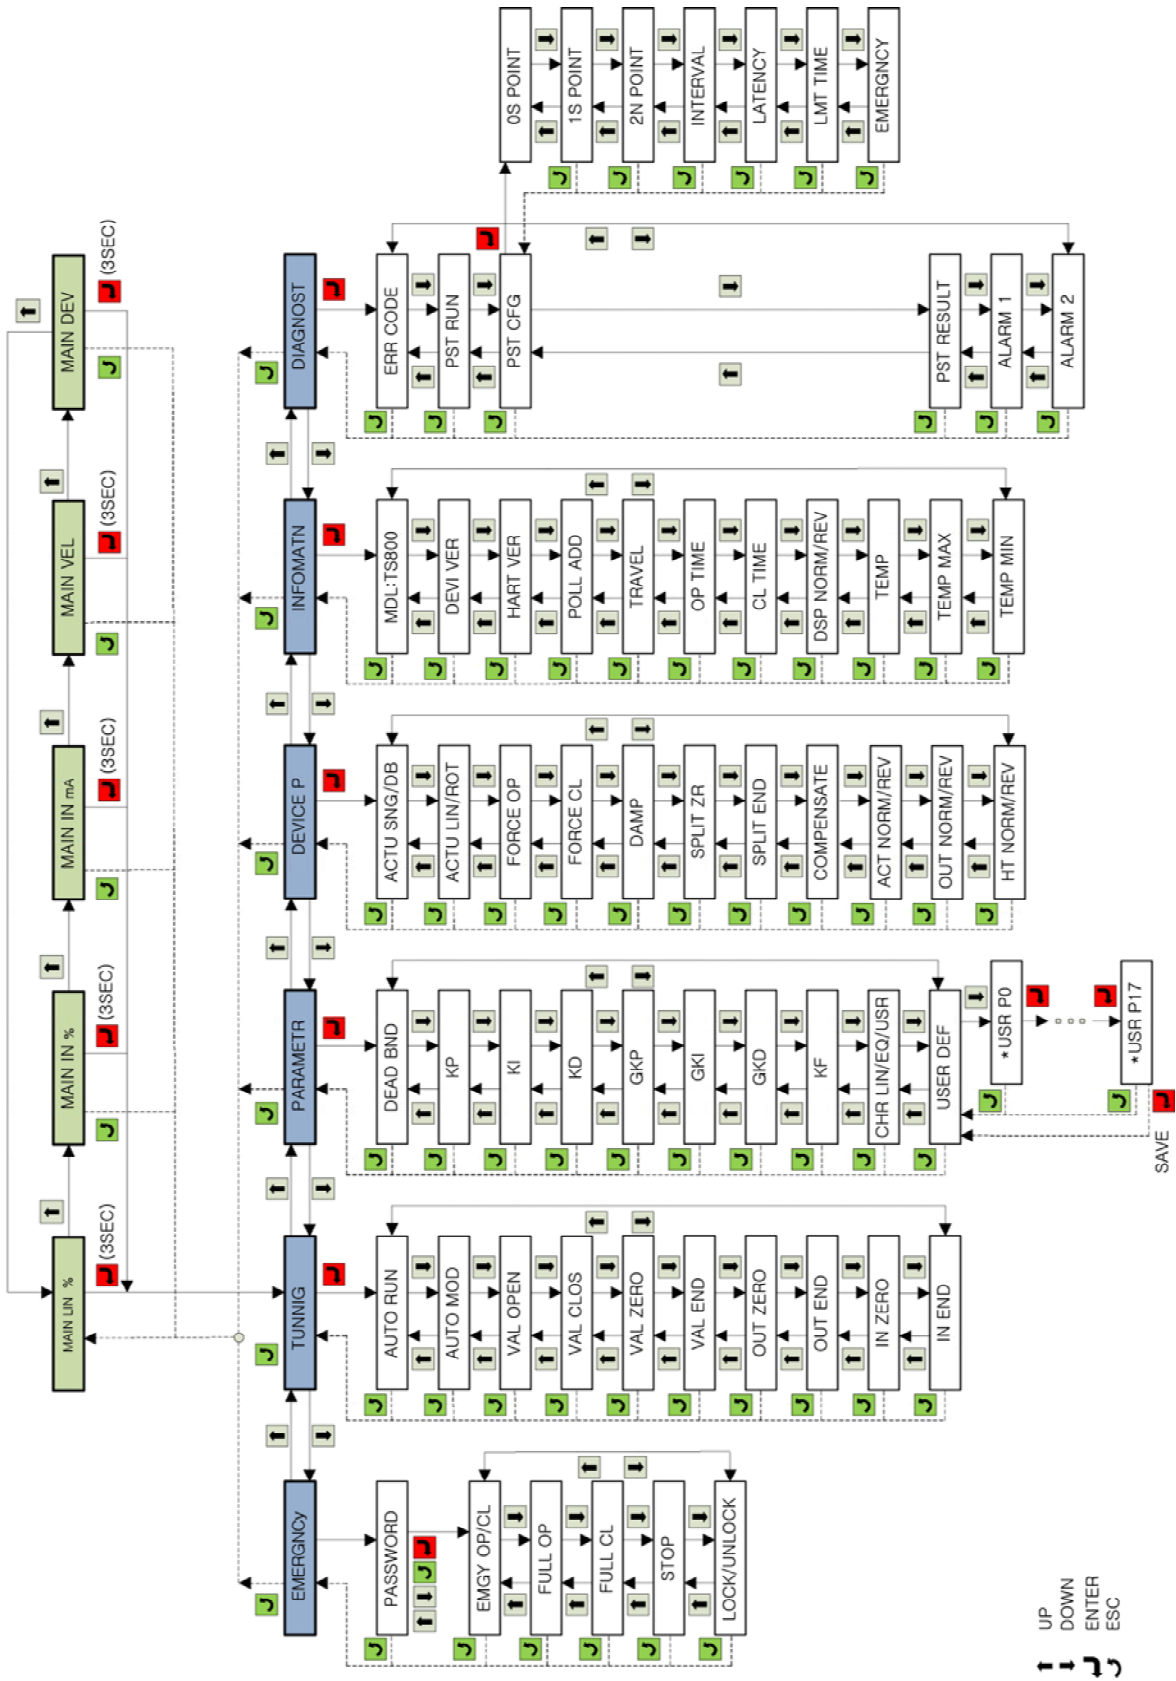 MAIN LIN %
MAIN IN %
MAIN IN mA
MAIN VEL
MAIN DEV
(3SEC)
(3SEC)
(3SEC)
(3SEC)
(3SEC)
EMERGNCy
TUNNIG
PARAMETR
DEVICE P
INFOMATN
DIAGNOST
PASSWORD
EMGY OP/CL
FULL OP
FULL CL
STOP
LOCK/UNLOCK
AUTO RUN
AUTO MOD
VAL OPEN
VAL CLOS
VAL ZERO
VAL END
OUT ZERO
OUT END
IN ZERO
IN END
DEAD BND
KP
KI
KD
GKP
GKI
GKD
KF
CHR LIN/EQ/USR
USER DEF
*USR P0
*USR P17
SAVE
ACTU SNG/DB
ACTU LIN/ROT
FORCE OP
FORCE CL
DAMP
SPLIT ZR
SPLIT END
COMPENSATE
ACT NORM/REV
OUT NORM/REV
HT NORM/REV
MDL:TS800
DEVI VER
HART VER
POLL ADD
TRAVEL
OP TIME
CL TIME
DSP NORM/REV
TEMP
TEMP MAX
TEMP MIN
ERR CODE
PST RUN
PST CFG
PST RESULT
ALARM 1
ALARM 2
0S POINT
1S POINT
2N POINT
INTERVAL
LATENCY
LMT TIME
EMERGNCY
UP
DOWN
ENTER
ESC